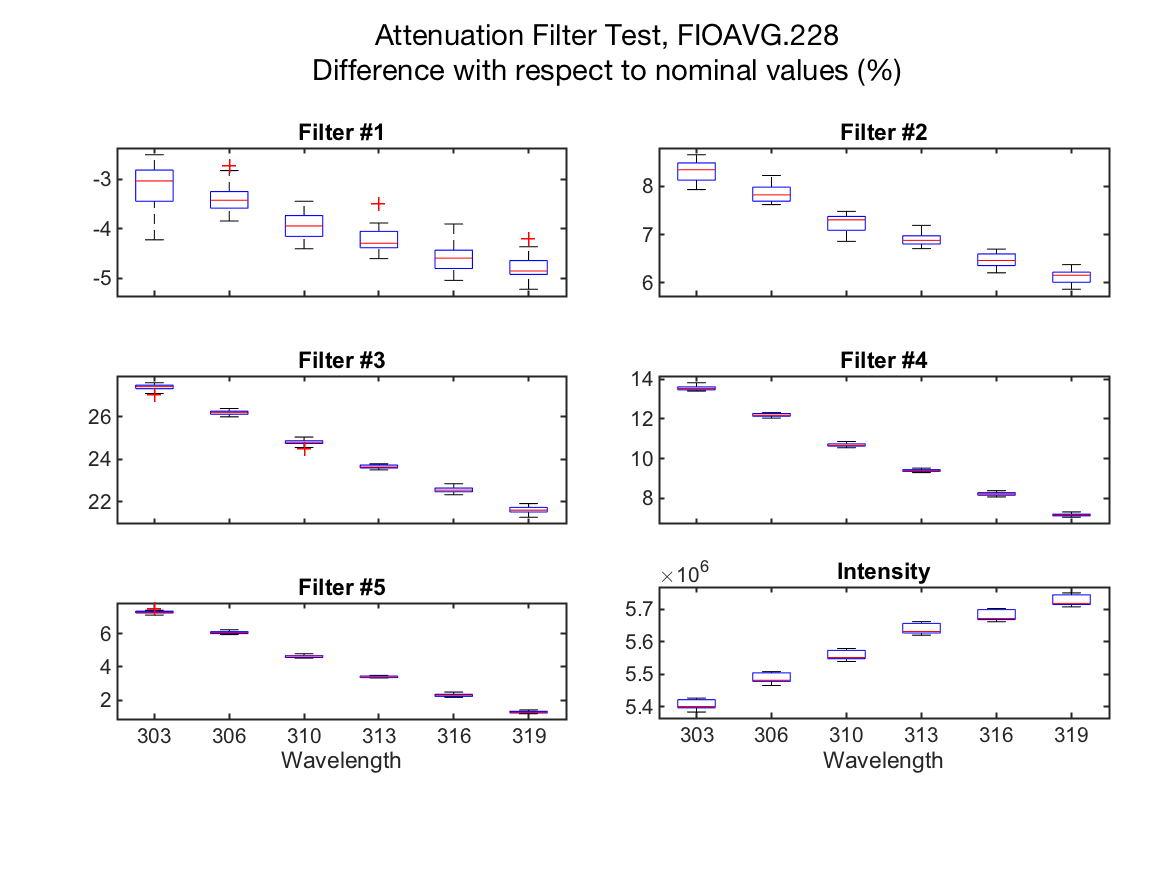 Attenuation Filter Test, FIOAVG.228
Difference with respect to nominal values (%)
Filter #1
-3
-4
-5
Filter #2
8
7
6
Filter #3
26
24
22
Filter #4
14
12
10
8
Filter #5
6
4
2
303 306 310 313 316 319
Wavelength
Intensity
×10⁶
5.7
5.6
5.5
5.4
303 306 310 313 316 319
Wavelength